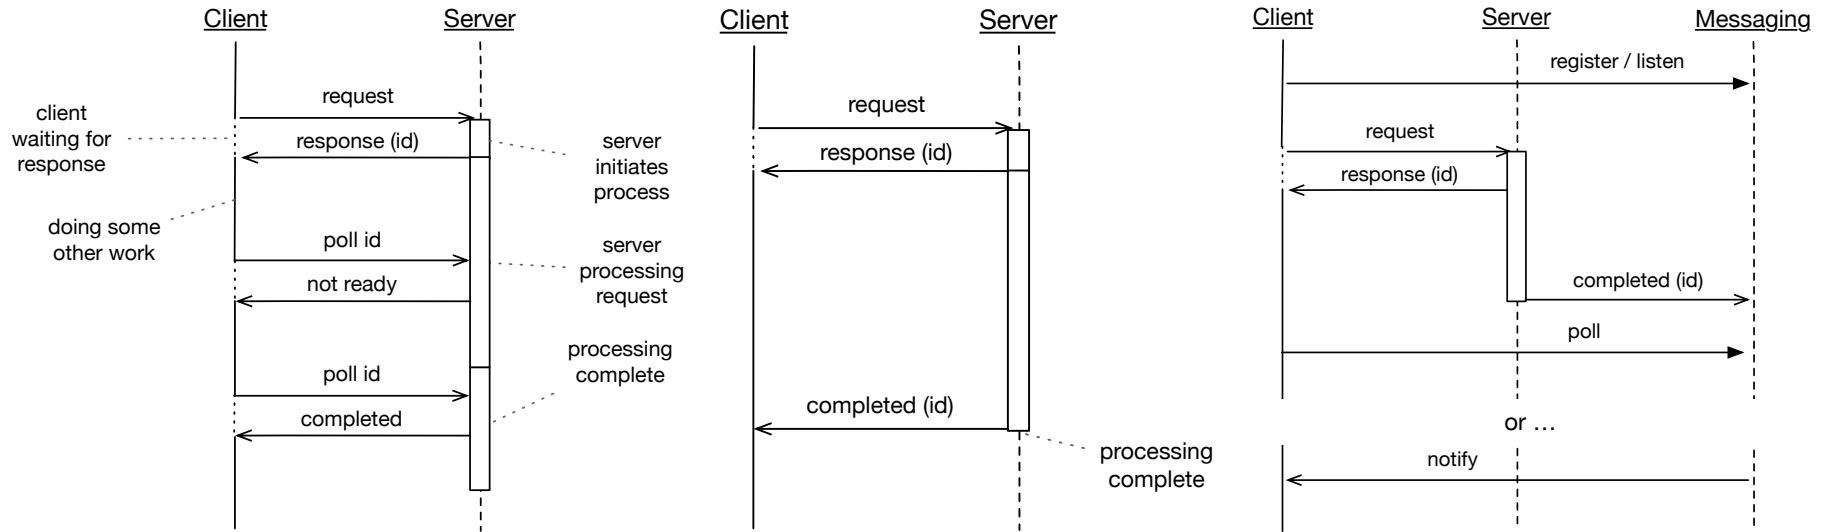 Client
Server
request
client
waiting for
response
response (id)
server
initiates
process
doing some
other work
poll id
server
processing
request
not ready
processing
complete
poll id
completed
Client
Server
request
response (id)
completed (id)
processing
complete
Client
Server
Messaging
register / listen
request
response (id)
completed (id)
poll
or ...
notify